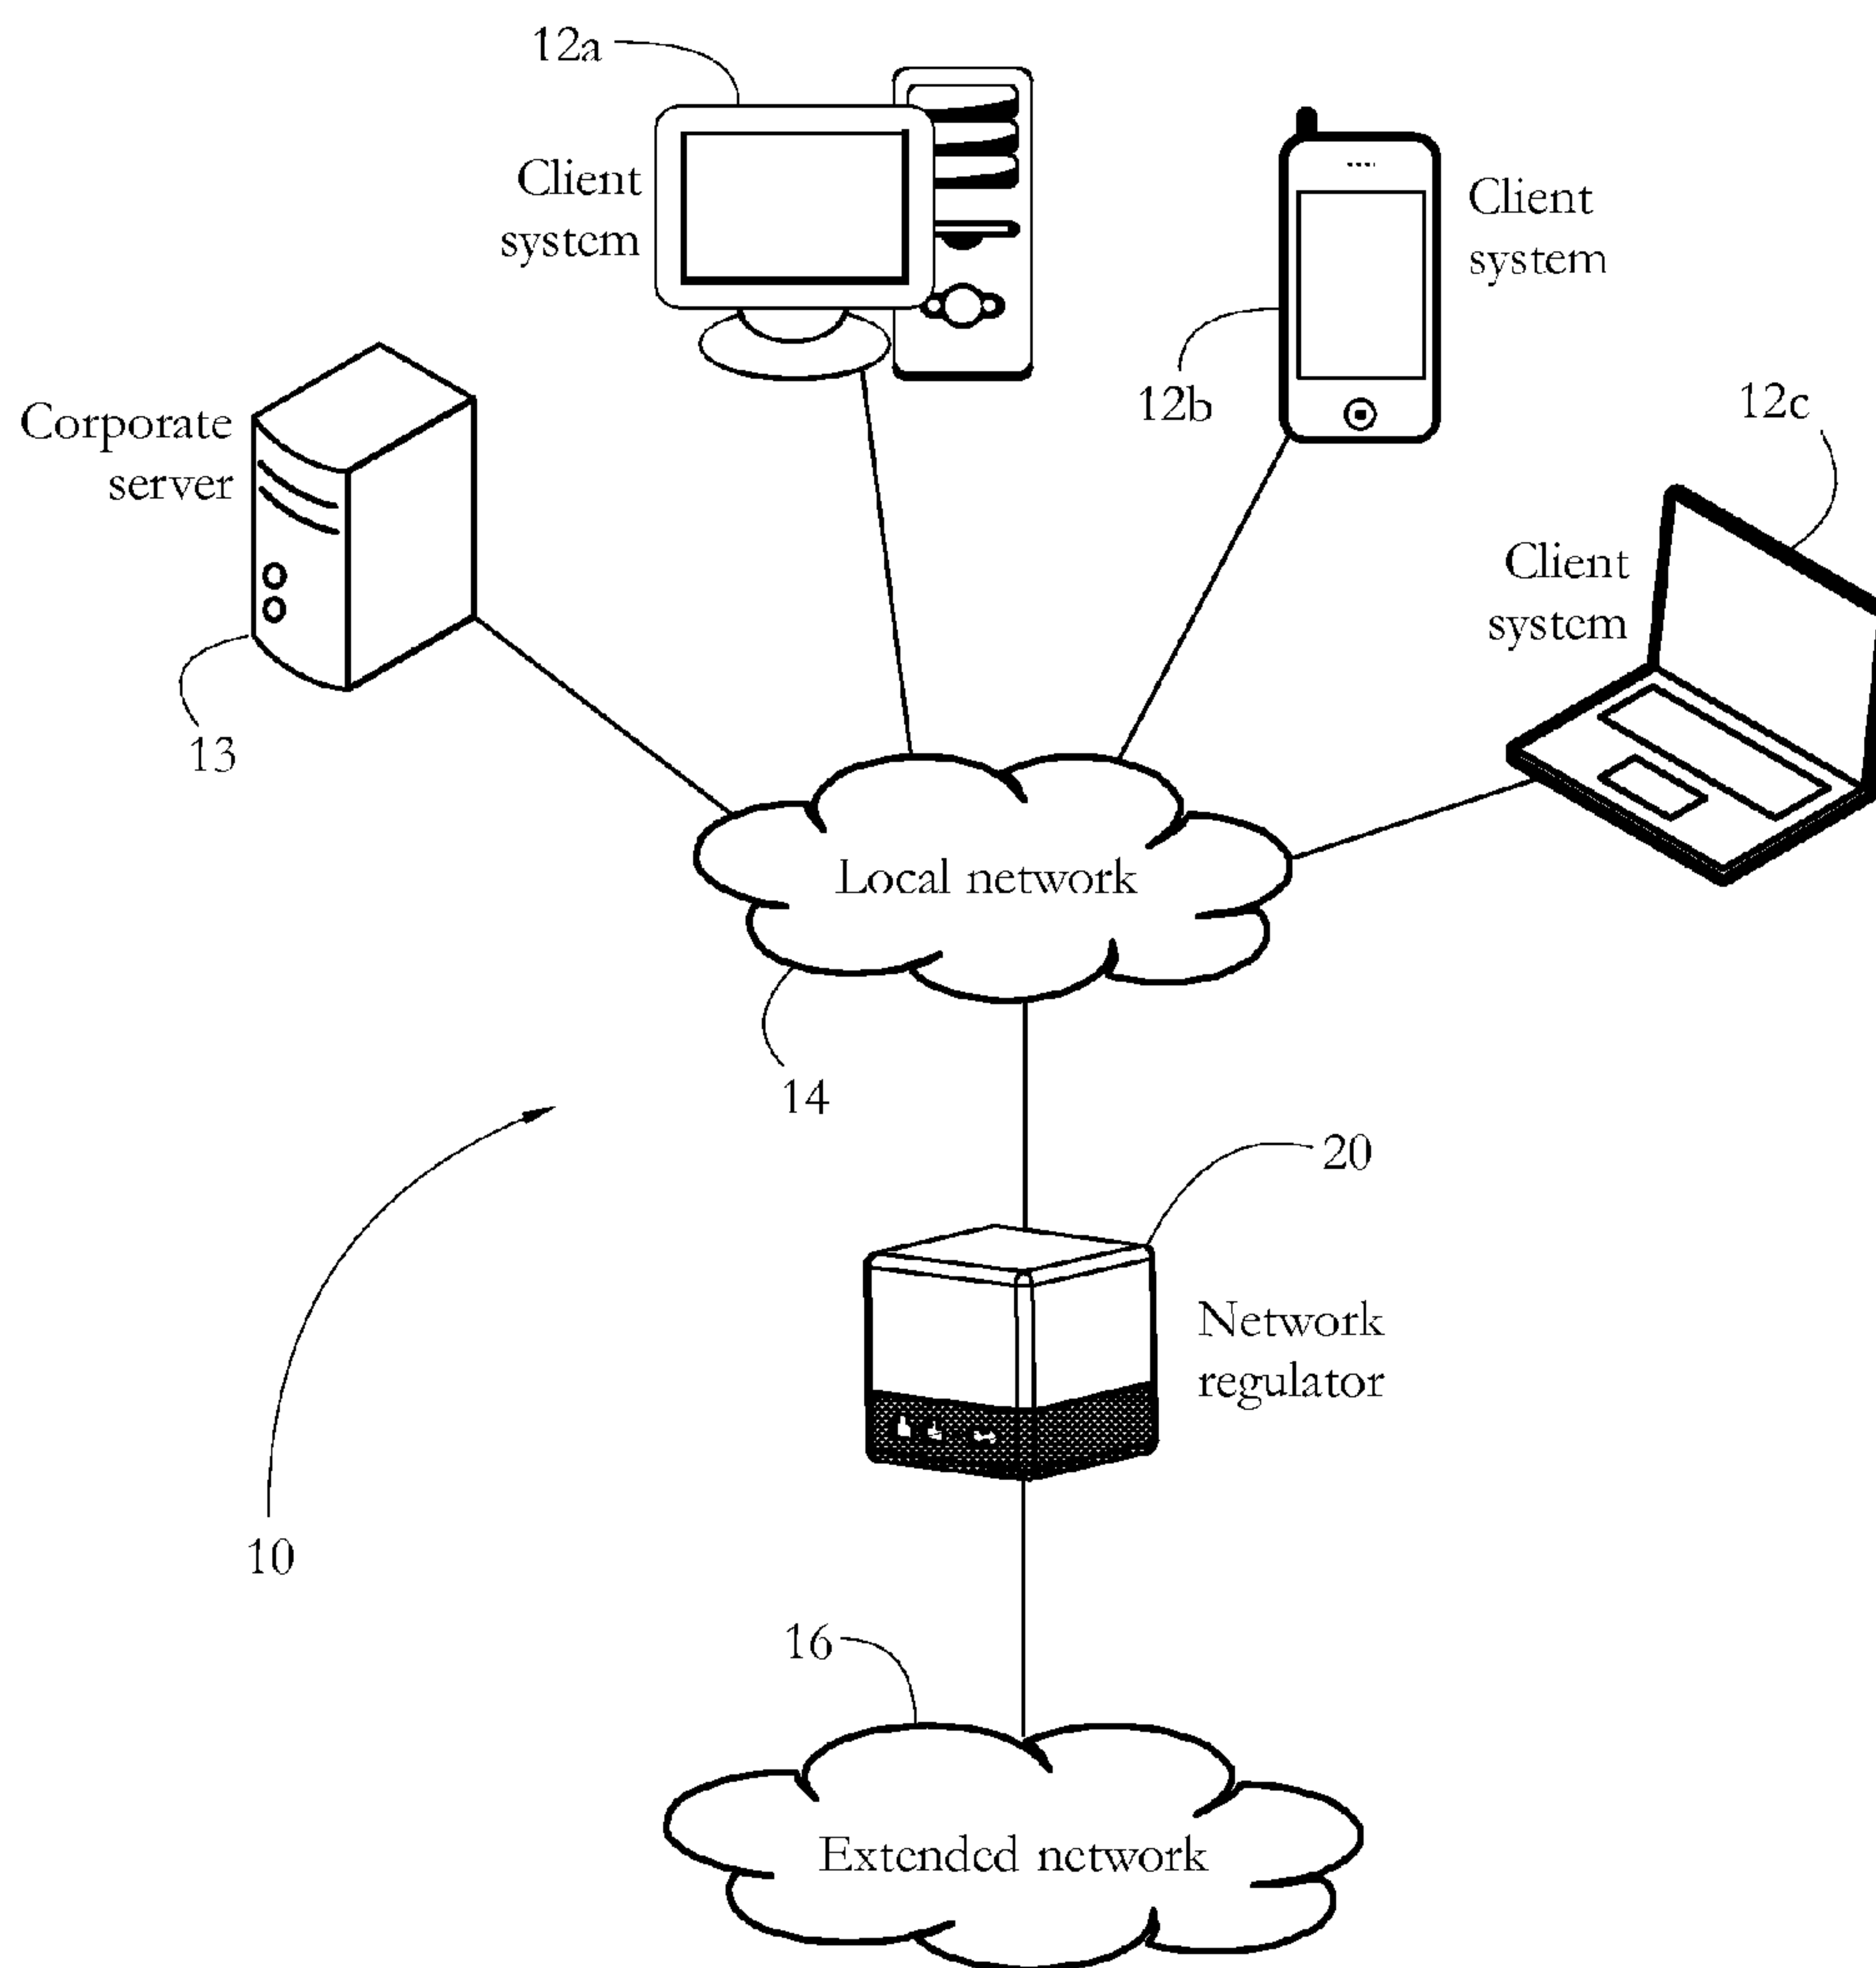 12a
Client
system
Client
system
12b
12c
Corporate
server
Client
system
13
Local network
14
20
Network
regulator
10
16
Extended network